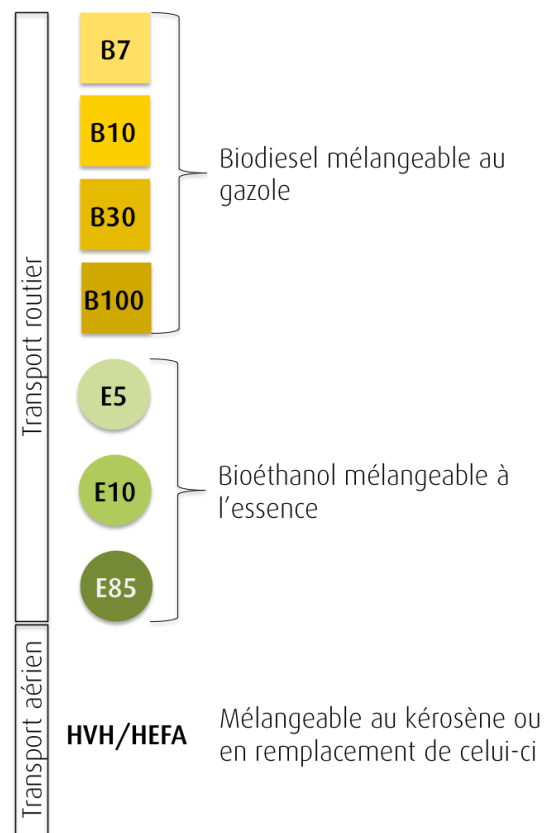 Transport routier
B7
B10
B30
B100
Biodiesel mélangeable au
gazole
E5
E10
E85
Bioéthanol mélangeable à
l'essence
Transport aérien
HVH/HEFA
Mélangeable au kérosène ou
en remplacement de celui-ci